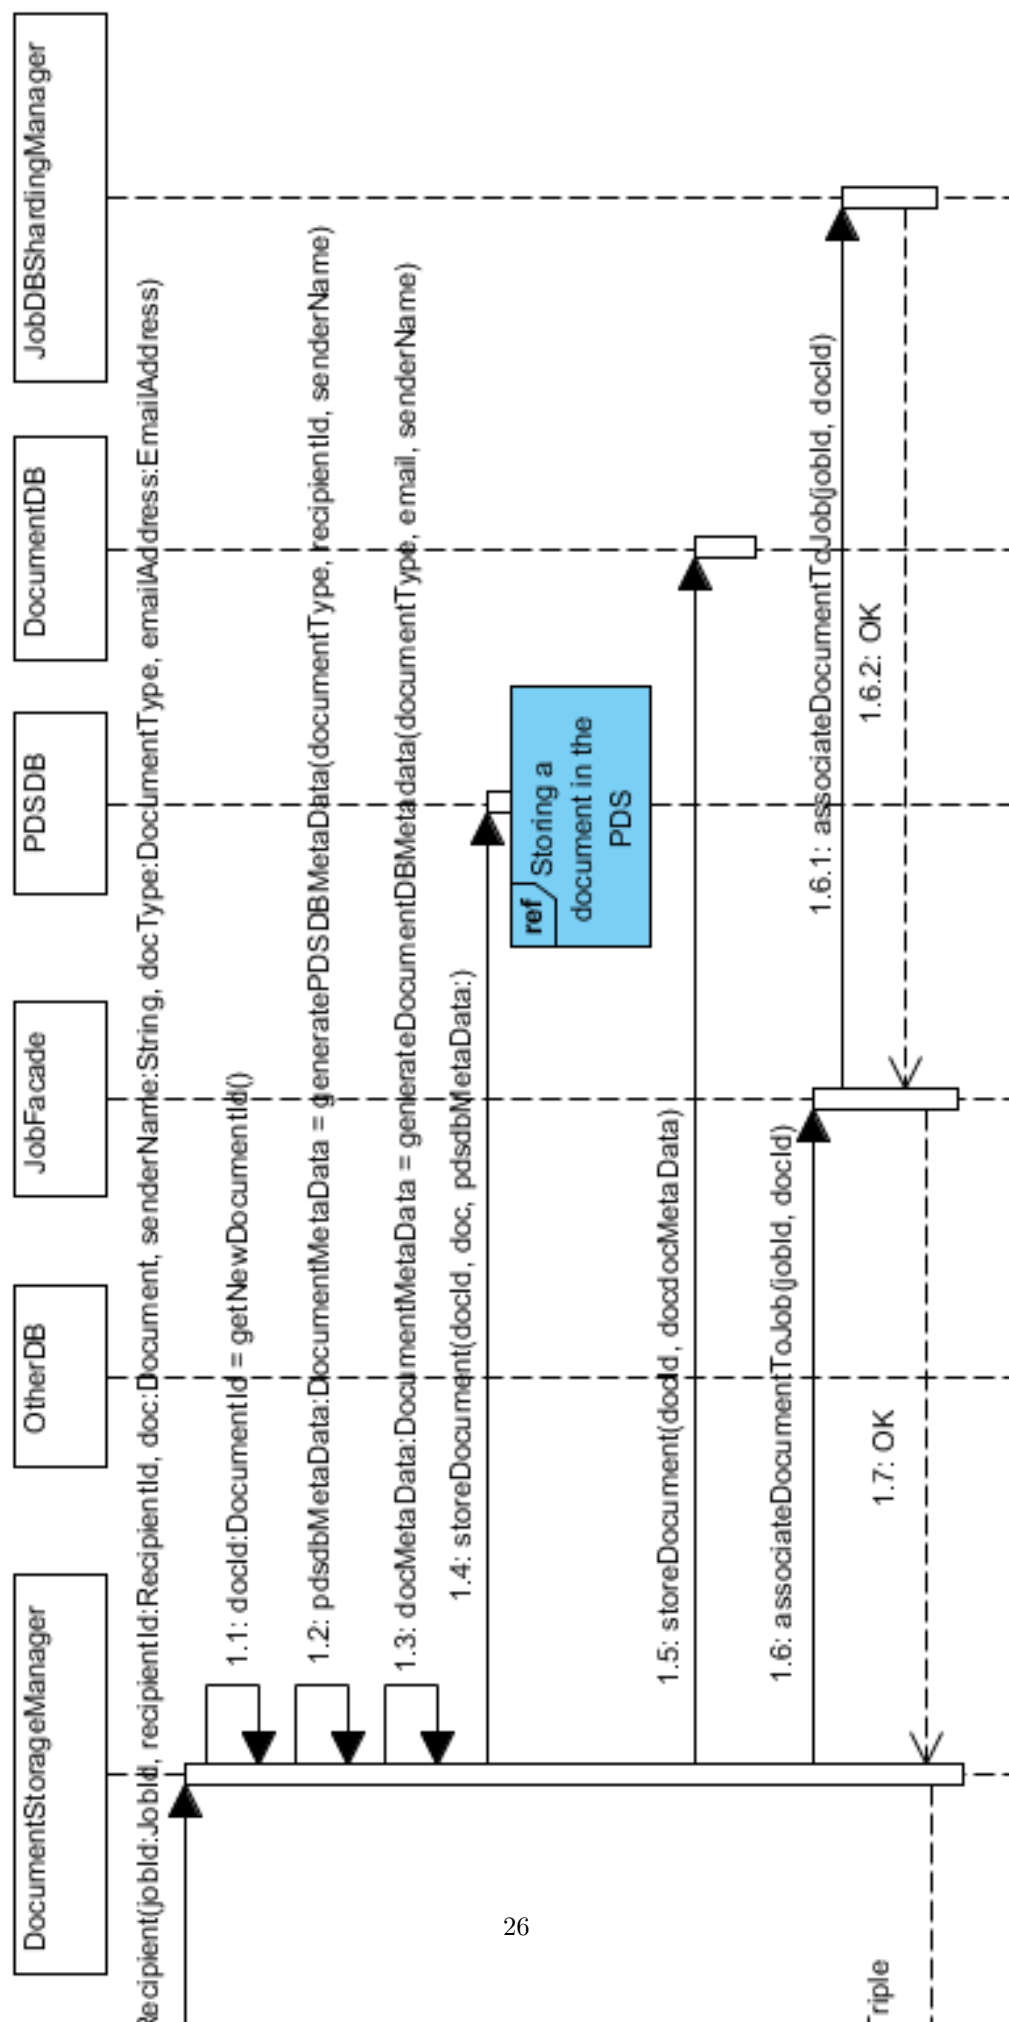 DocumentStorageManager
OtherDB
JobFacade
PDSDB
DocumentDB
JobDBShardingManager
Recipient(jobId:JobId, recipientId:RecipientId, doc:Document, senderName:String, docType:DocumentType, emailAddress:EmailAddress)
1.1: docId:DocumentId = getNewDocumentId()
1.2: pdsdbMetaData:DocumentMetaData = generatePDSDBMetaData(documentType, recipientId, senderName)
1.3: docMetaData:DocumentMetaData = generateDocumentDBMetadata(documentType, email, senderName)
1.4: storeDocument(docId, doc, pdsdbMetaData:)
ref
Storing a
document in the
PDS
1.5: storeDocument(docId, docdocMetaData)
1.6: associateDocumentToJob(jobId, docId)
1.6.1: associateDocumentToJob(jobId, docId)
1.6.2: OK
1.7: OK
Triple
26